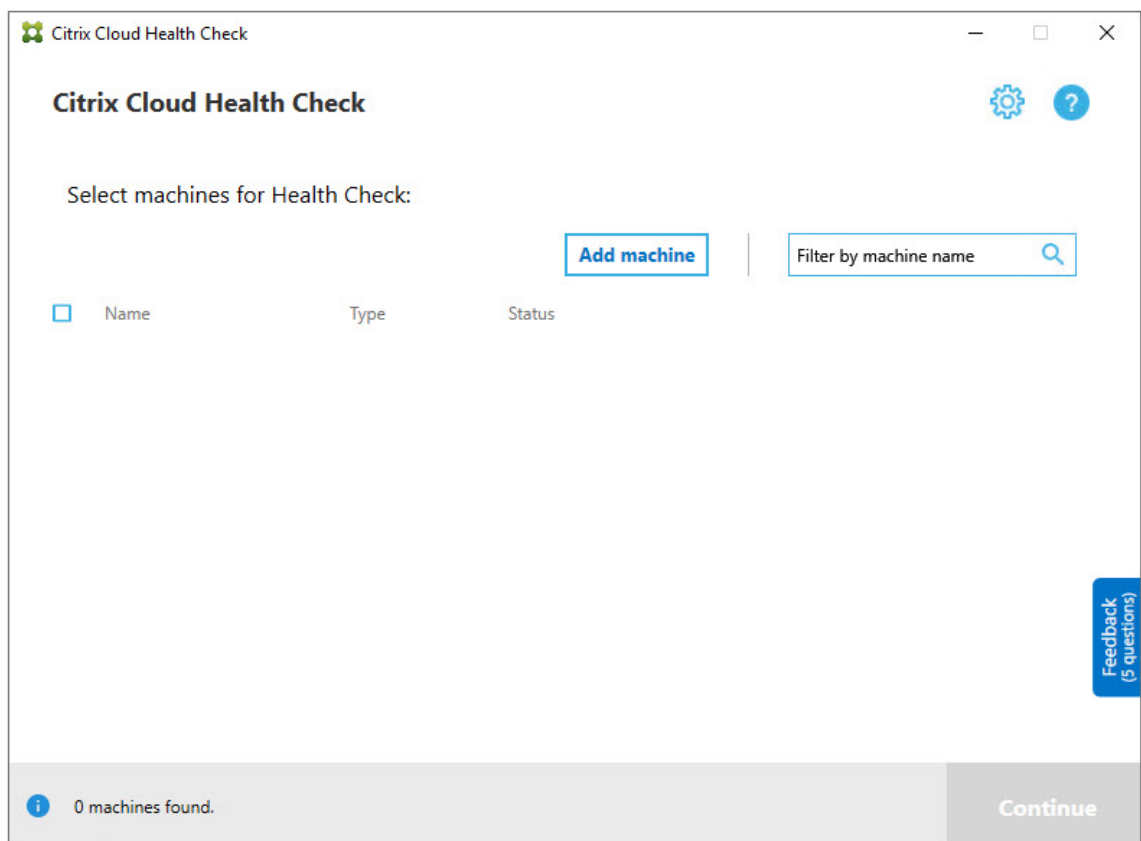 Citrix Cloud Health Check
Citrix Cloud Health Check
?
Select machines for Health Check:
Add machine
Filter by machine name
Name Type Status
Feedback
(5 questions)
i 0 machines found.
Continue